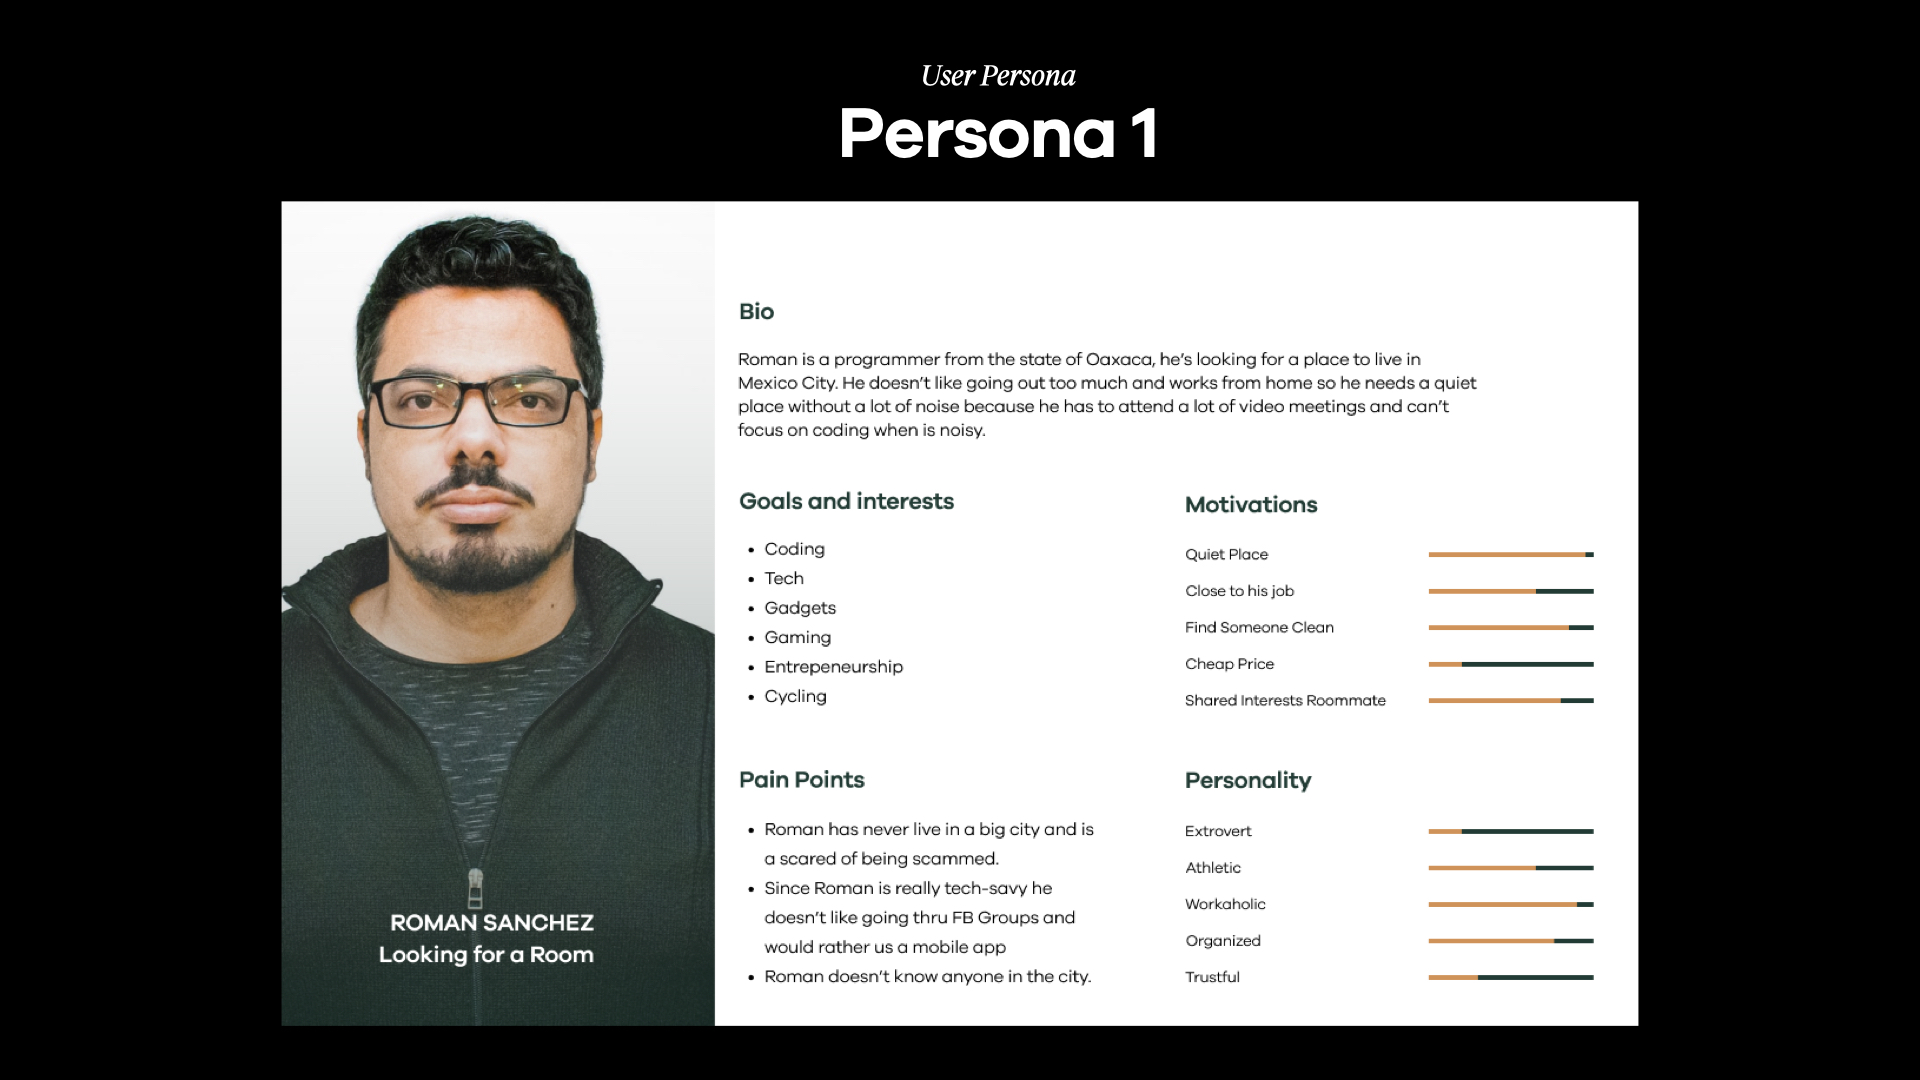 User Persona
Persona 1
Bio
Roman is a programmer from the state of Oaxaca, he's looking for a place to live in
Mexico City. He doesn't like going out too much and works from home so he needs a quiet
place without a lot of noise because he has to attend a lot of video meetings and can't
focus on coding when is noisy.
Goals and interests
• Coding
• Tech
• Gadgets
• Gaming
• Entrepeneurship
• Cycling
Motivations
Quiet Place
Close to his job
Find Someone Clean
Cheap Price
Shared Interests Roommate
Pain Points
• Roman has never live in a big city and is
a scared of being scammed.
• Since Roman is really tech-savy he
doesn't like going thru FB Groups and
would rather us a mobile app
• Roman doesn't know anyone in the city.
Personality
Extrovert
Athletic
Workaholic
Organized
Trustful
ROMAN SANCHEZ
Looking for a Room